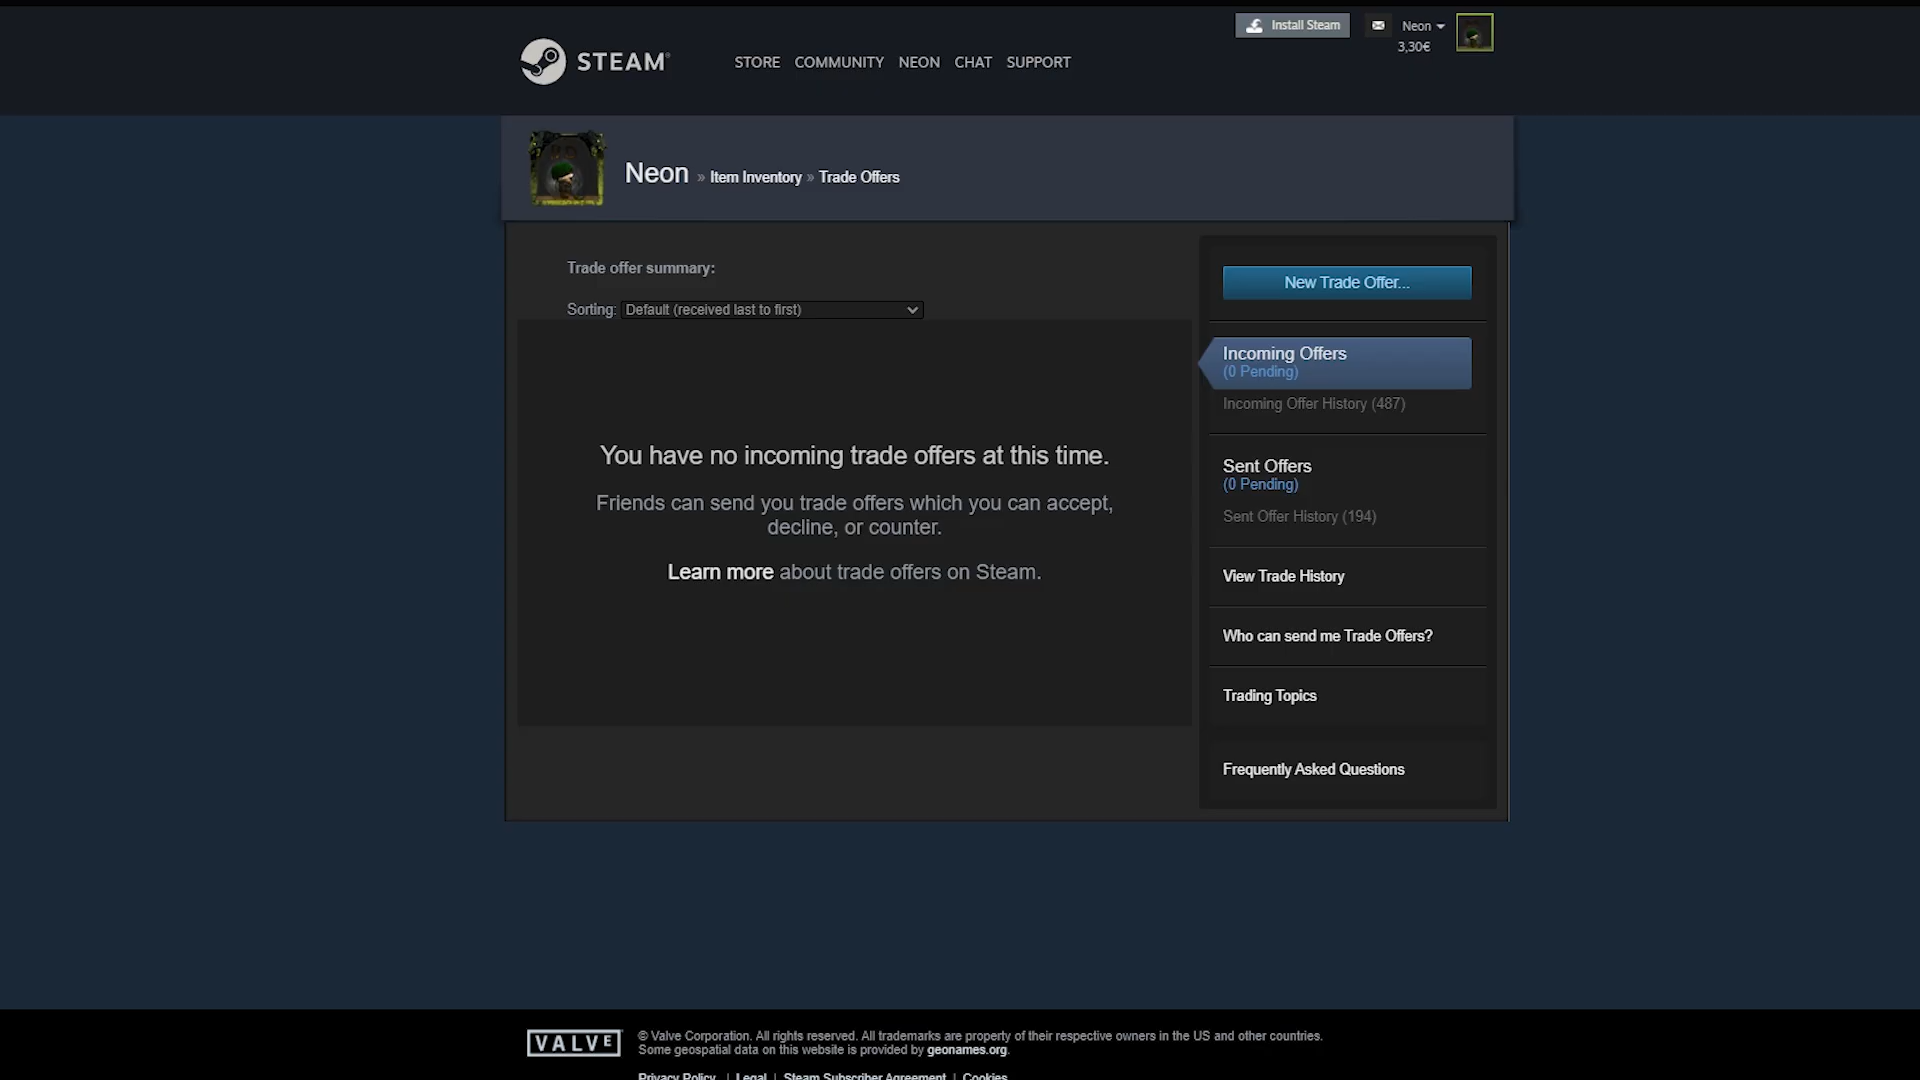 Install Steam
Neon
3,30€
STEAM®
STORE COMMUNITY NEON CHAT SUPPORT
Neon » Item Inventory » Trade Offers
Trade offer summary:
Sorting: Default (received last to first)
You have no incoming trade offers at this time.
Friends can send you trade offers which you can accept,
decline, or counter.
Learn more about trade offers on Steam.
New Trade Offer...
Incoming Offers
(0 Pending)
Incoming Offer History (487)
Sent Offers
(0 Pending)
Sent Offer History (194)
View Trade History
Who can send me Trade Offers?
Trading Topics
Frequently Asked Questions
VALVE
© Valve Corporation. All rights reserved. All trademarks are property of their respective owners in the US and other countries.
Some geospatial data on this website is provided by geonames.org.
Privacy Policy | Legal | Steam Subscriber Agreement | Cookies